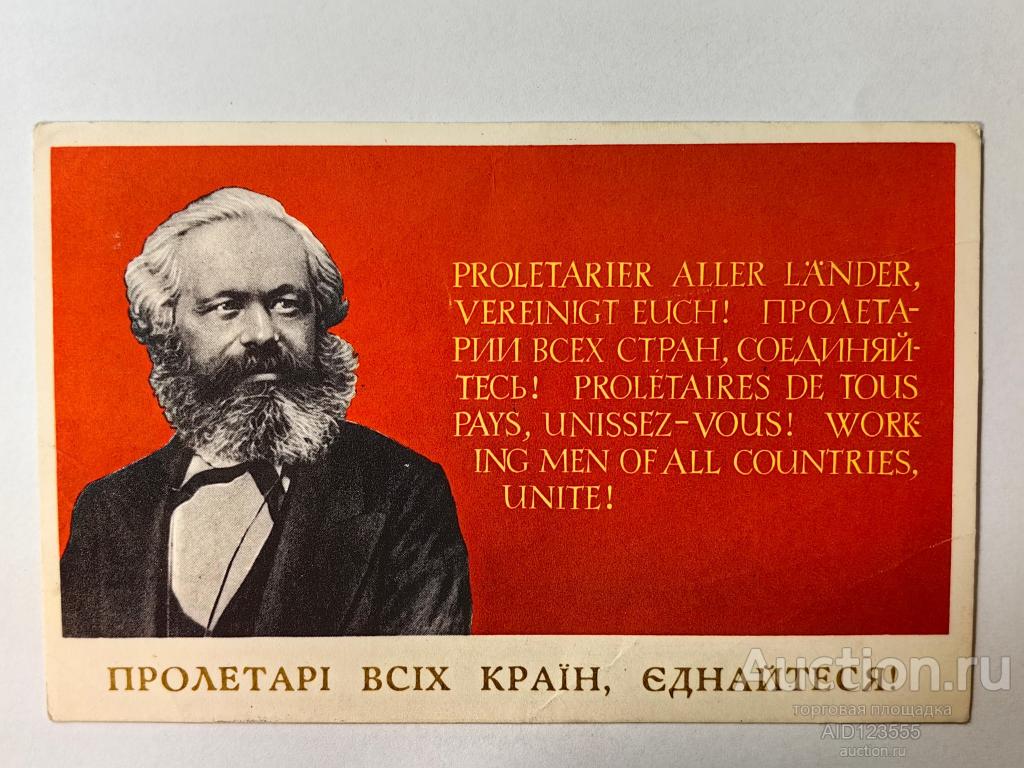 PROLETARIER ALLER LÄNDER,
VEREINIGT EUCH! ПРОЛЕТА-
РИИ ВСЕХ СТРАН, СОЕДИНЯЙ-
ТЕСЬ! PROLÉTAIRES DE TOUS
PAYS, UNISSEZ-VOUS! WORK-
ING MEN OF ALL COUNTRIES,
UNITE!
ПРОЛЕТАРІ ВСІХ КРАЇН, ЄДНАЙТЕСЯ!
Auction.ru
торговая площадка
AID123555
auction.ru